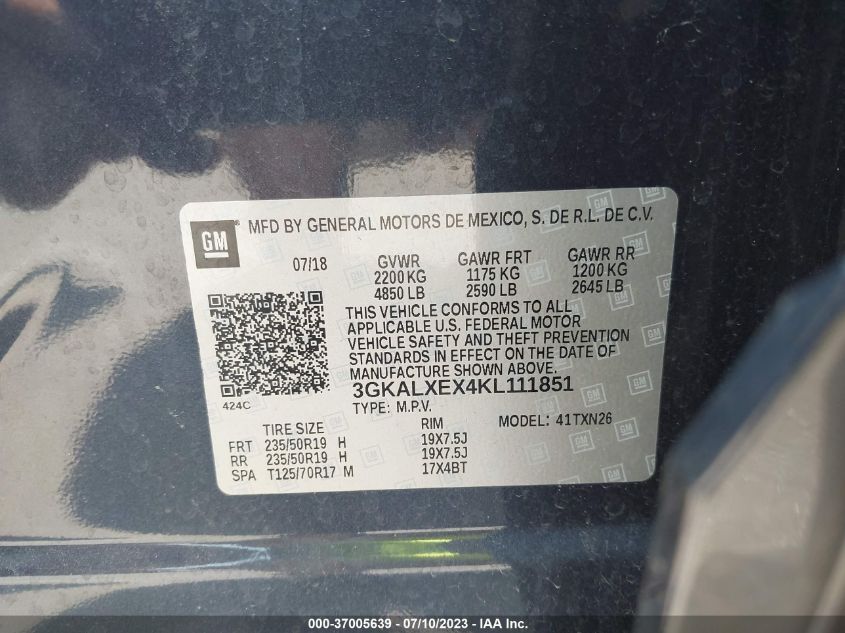 GM MFD BY GENERAL MOTORS DE MEXICO, S. DE R.L. DE C.V.
07/18 GVWR GAWR FRT GAWR RR
2200 KG 1175 KG 1200 KG
4850 LB 2590 LB 2645 LB
THIS VEHICLE CONFORMS TO ALL
APPLICABLE U.S. FEDERAL MOTOR
VEHICLE SAFETY AND THEFT PREVENTION
STANDARDS IN EFFECT ON THE DATE OF
MANUFACTURE SHOWN ABOVE.
424C
3GKALXEX4KL111851
TYPE: M.P.V. MODEL: 41TXN26
TIRE SIZE RIM
FRT 235/50R19 H 19X7.5J
RR 235/50R19 H 19X7.5J
SPA T125/70R17 M 17X4BT
000-37005639 - 07/10/2023 - IAA Inc.